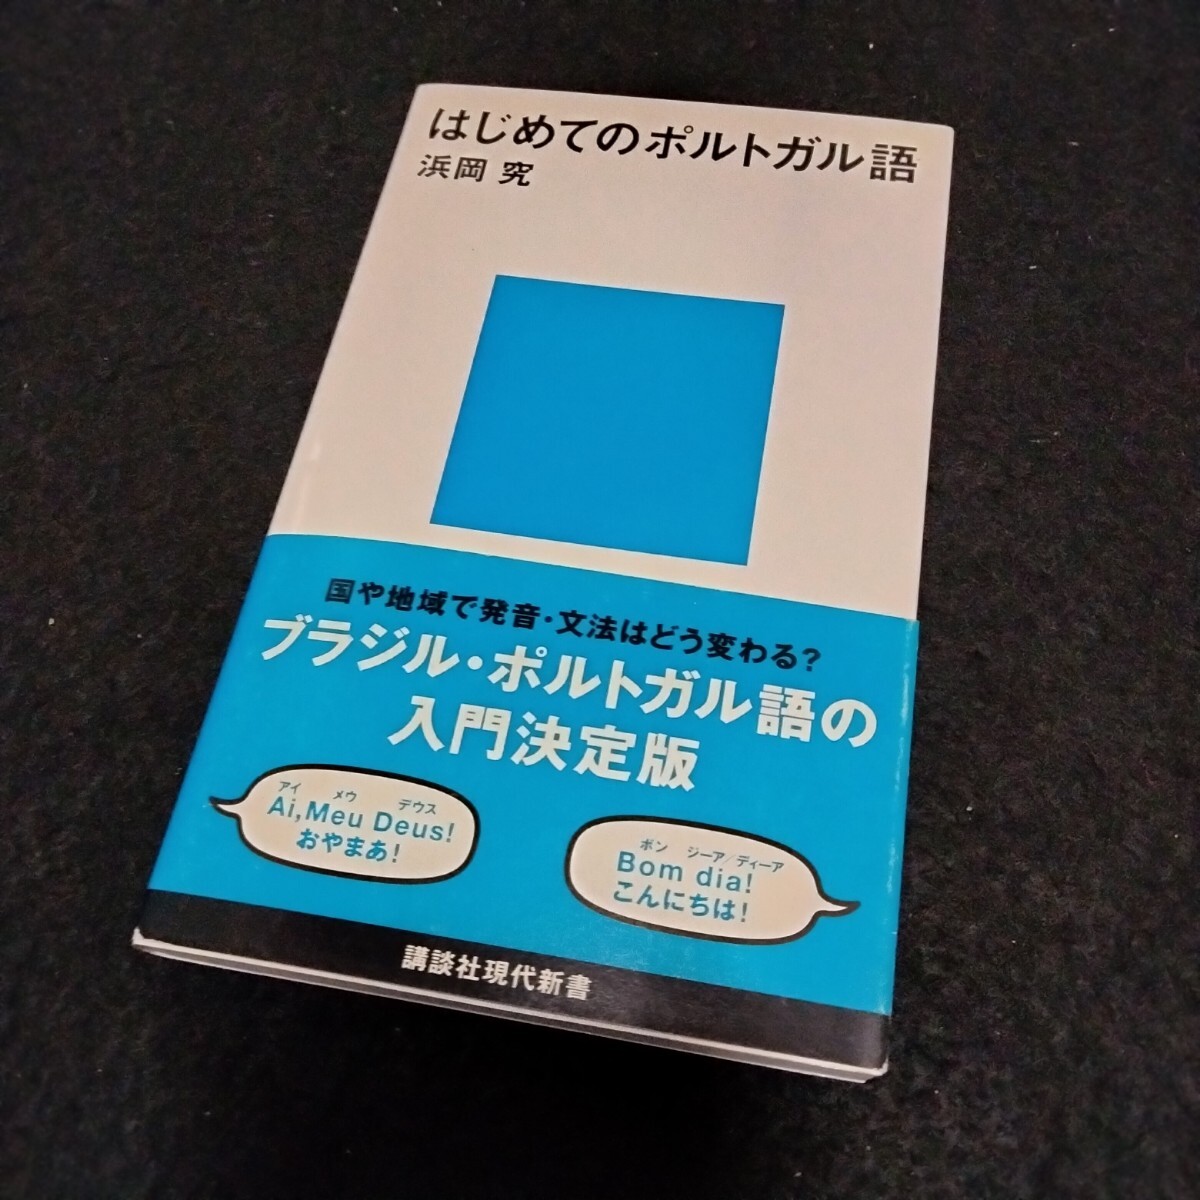 はじめてのポルトガル語
浜岡 究
国や地域で発音・文法はどう変わる?
ブラジル・ポルトガル語の
入門決定版
アイ メウ デウス
Ai, Meu Deus!
おやまあ!
ボン ジーア/ディーア
Bom dia!
こんにちは!
講談社現代新書